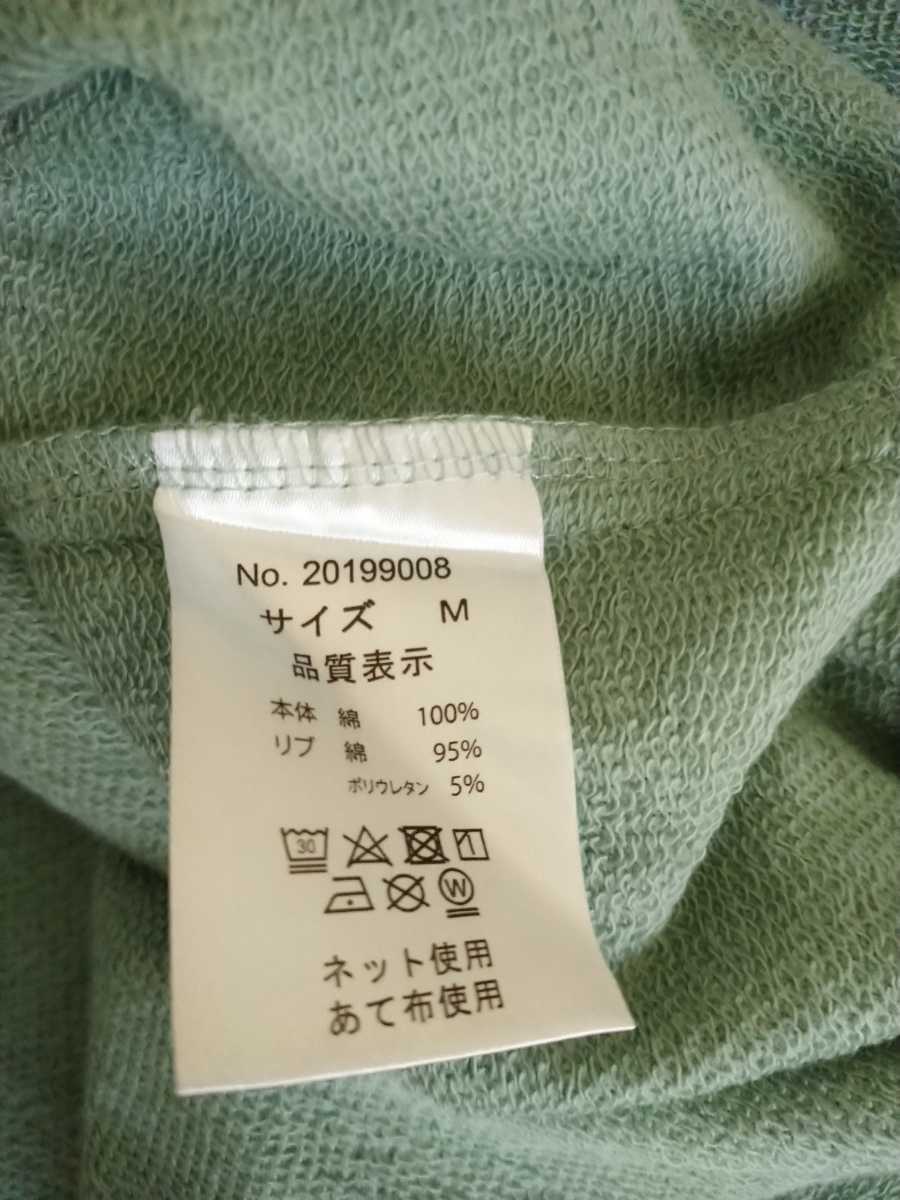 No. 20199008
サイズ M
品質表示
本体 綿 100%
リブ 綿 95%
ポリウレタン 5%
30
W
ネット使用
あて布使用